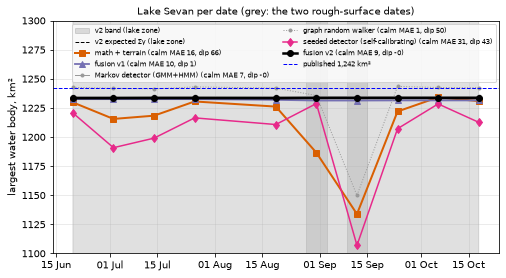 Lake Sevan per date (grey: the two rough-surface dates)
v2 band (lake zone)
v2 expected Σγ (lake zone)
math + terrain (calm MAE 16, dip 66)
fusion v1 (calm MAE 10, dip 1)
Markov detector (GMM+HMM) (calm MAE 7, dip -0)
graph random walker (calm MAE 1, dip 50)
seeded detector (self-calibrating) (calm MAE 31, dip 43)
fusion v2 (calm MAE 9, dip -0)
published 1,242 km²
largest water body, km²
1300
1275
1250
1225
1200
1175
1150
1125
1100
15 Jun
01 Jul
15 Jul
01 Aug
15 Aug
01 Sep
15 Sep
01 Oct
15 Oct